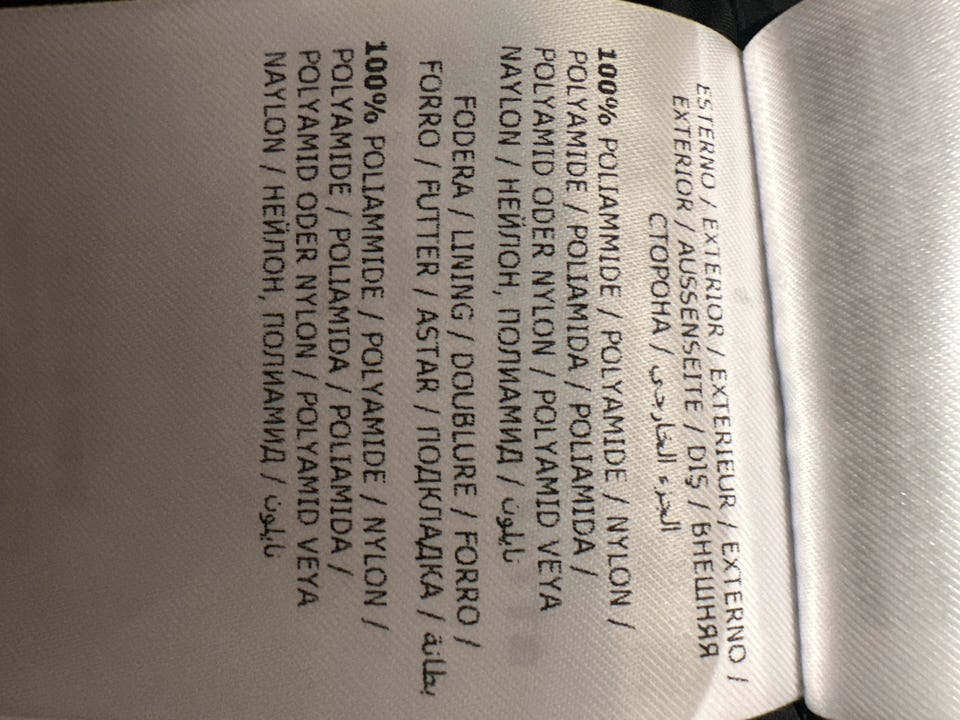 ESTERNO / EXTERIOR / EXTERIEUR / EXTERNO /
EXTERIOR / AUSSENSEITE / DIŞ / ВНЕШНЯЯ
СТОРОНА / الجزء الخارجى
100% POLIAMMIDE / POLYAMIDE / NYLON /
POLYAMIDE / POLIAMIDA / POLIAMIDA /
POLYAMID ODER NYLON / POLYAMID VEYA
NAYLON / НЕЙЛОН, ПОЛИАМИД / نايلون
FODERA / LINING / DOUBLURE / FORRO /
FORRO / FUTTER / ASTAR / ПОДКЛАДКА / بطانة
100% POLIAMMIDE / POLYAMIDE / NYLON /
POLYAMIDE / POLIAMIDA / POLIAMIDA /
POLYAMID ODER NYLON / POLYAMID VEYA
NAYLON / НЕЙЛОН, ПОЛИАМИД / نايلون